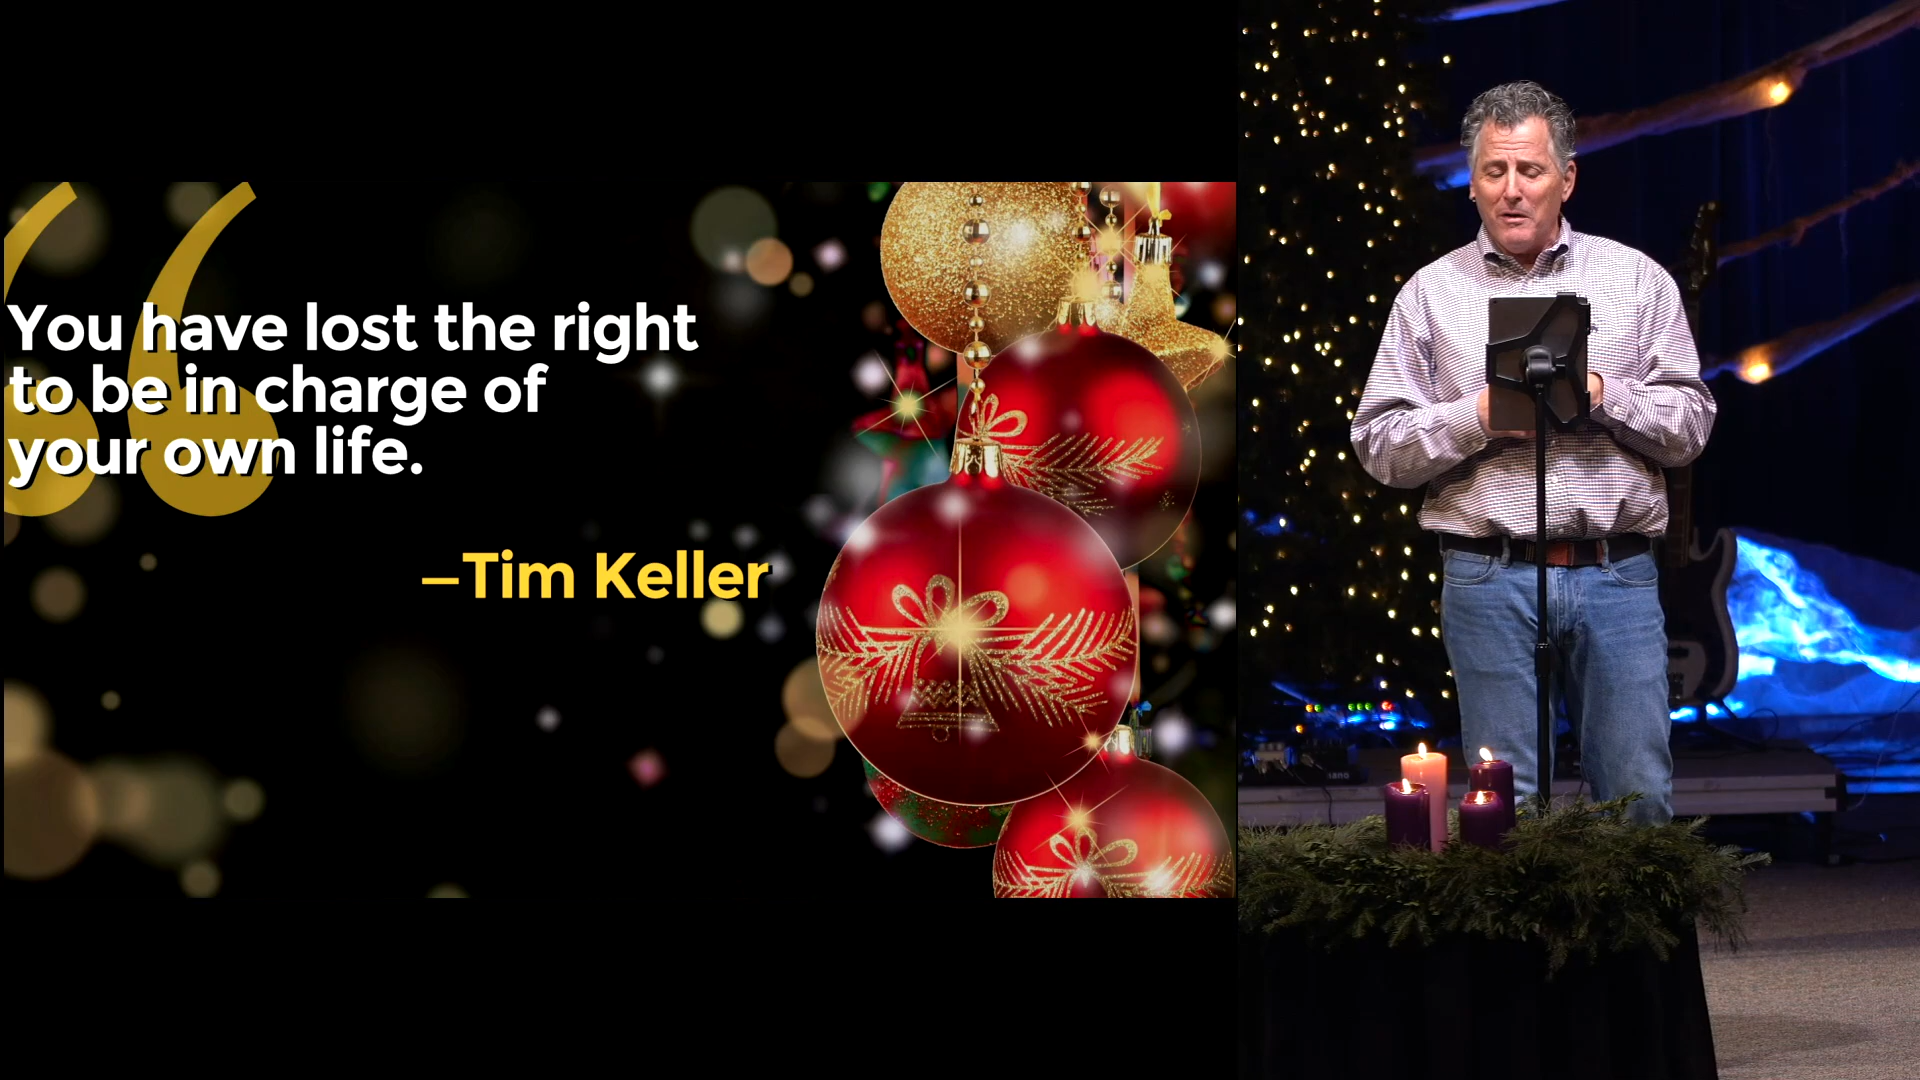 You have lost the right
to be in charge of
your own life.
–Tim Keller